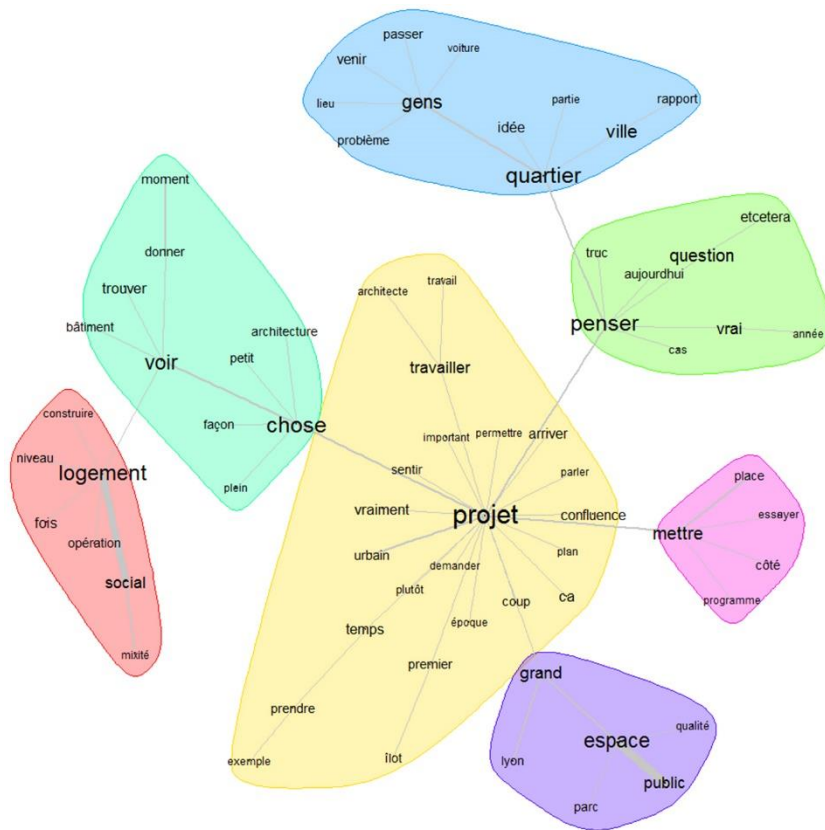 passer
voiture
venir
gens
lieu
problème
idée
partie
ville
rapport
quartier
moment
donner
trouver
bâtiment
voir
architecture
petit
façon
chose
plein
truc
question
etcetera
aujourd'hui
penser
vrai
année
cas
architecte
travail
travailler
important
permettre
arriver
sentir
parler
vraiment
projet
confluence
urbain
demander
plan
plutôt
coup
ca
temps
époque
premier
prendre
exemple
îlot
construire
niveau
logement
fois
opération
social
mixité
place
essayer
mettre
côté
programme
grand
espace
qualité
lyon
public
parc